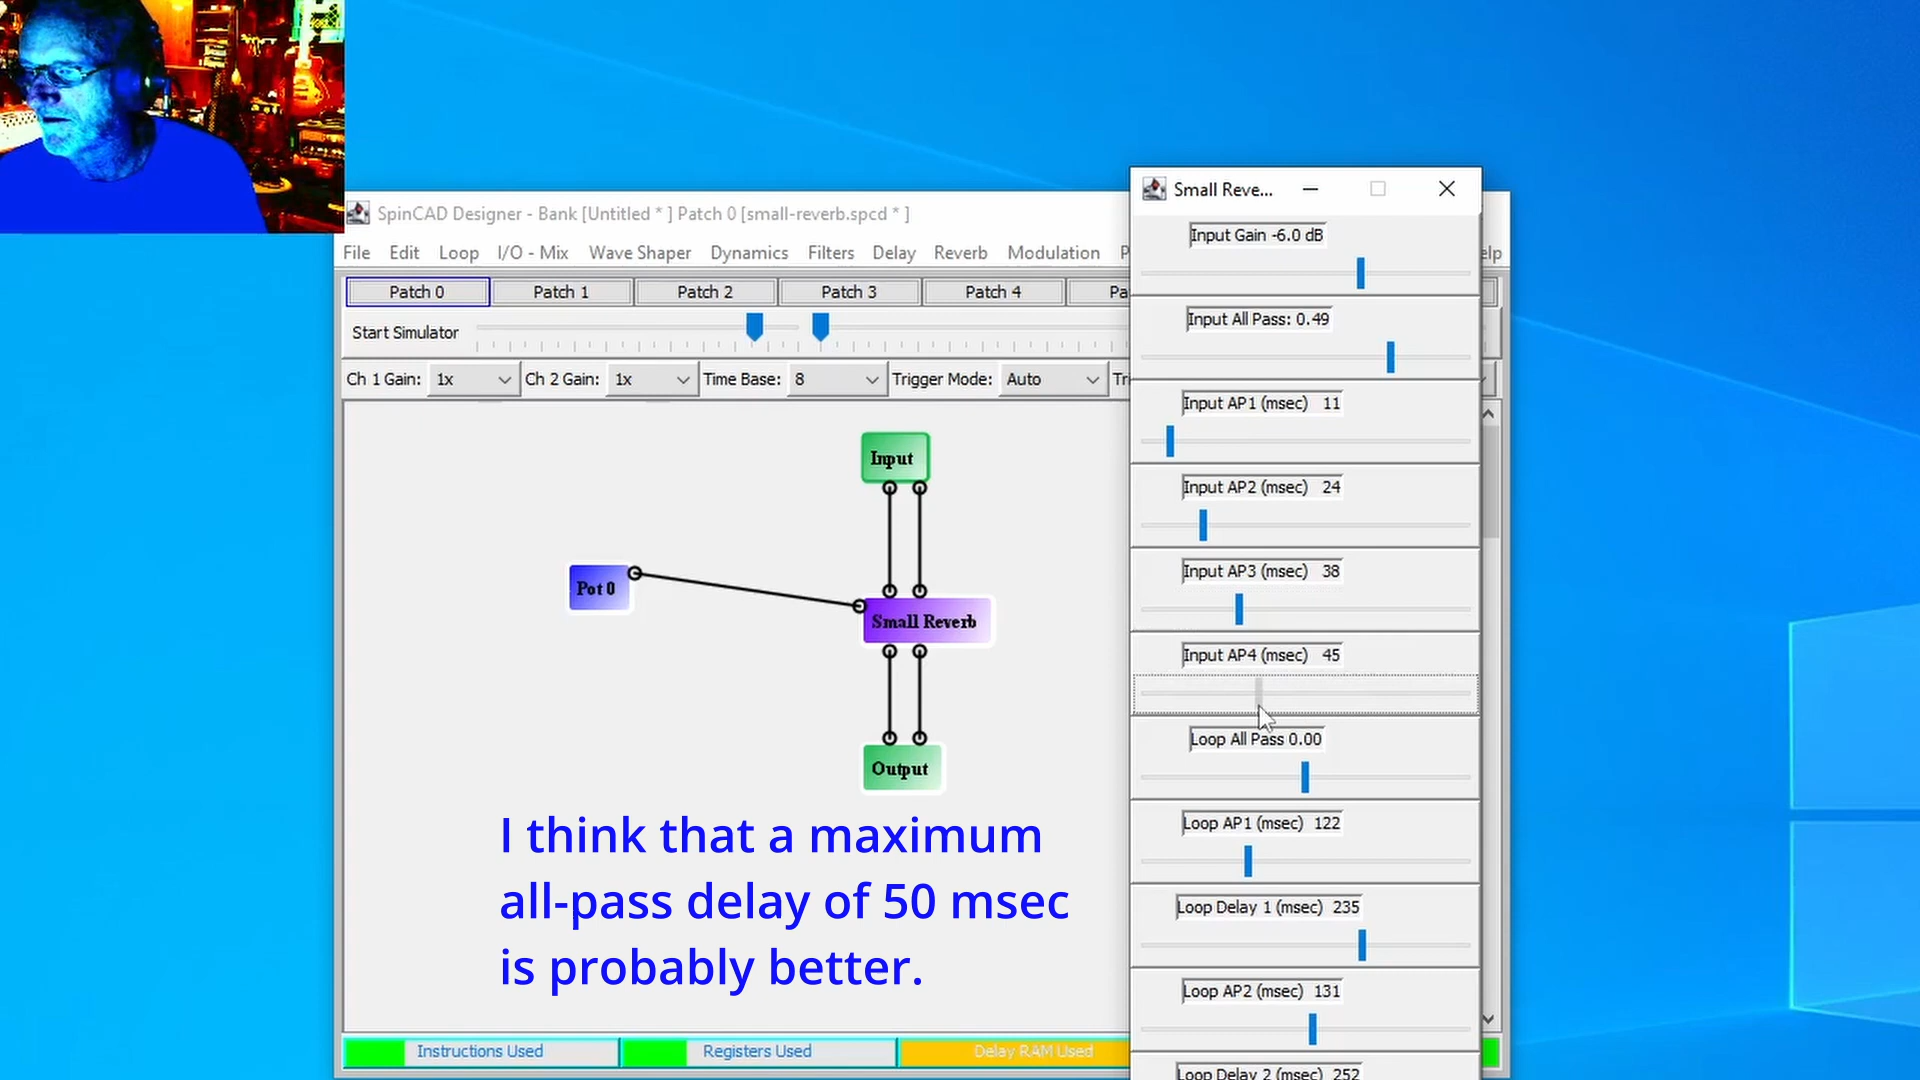 SpinCAD Designer - Bank [Untitled * ] Patch 0 [small-reverb.spcd * ]
File Edit Loop I/O - Mix Wave Shaper Dynamics Filters Delay Reverb Modulation P elp
Patch 0 Patch 1 Patch 2 Patch 3 Patch 4 Pa
Start Simulator
Ch 1 Gain: 1x Ch 2 Gain: 1x Time Base: 8 Trigger Mode: Auto Tri
Input
Pot 0
Small Reverb
Output
I think that a maximum
all-pass delay of 50 msec
is probably better.
Instructions Used Registers Used Delay RAM Used
Small Reve...
Input Gain -6.0 dB
Input All Pass: 0.49
Input AP1 (msec) 11
Input AP2 (msec) 24
Input AP3 (msec) 38
Input AP4 (msec) 45
Loop All Pass 0.00
Loop AP1 (msec) 122
Loop Delay 1 (msec) 235
Loop AP2 (msec) 131
Loop Delay 2 (msec) 252